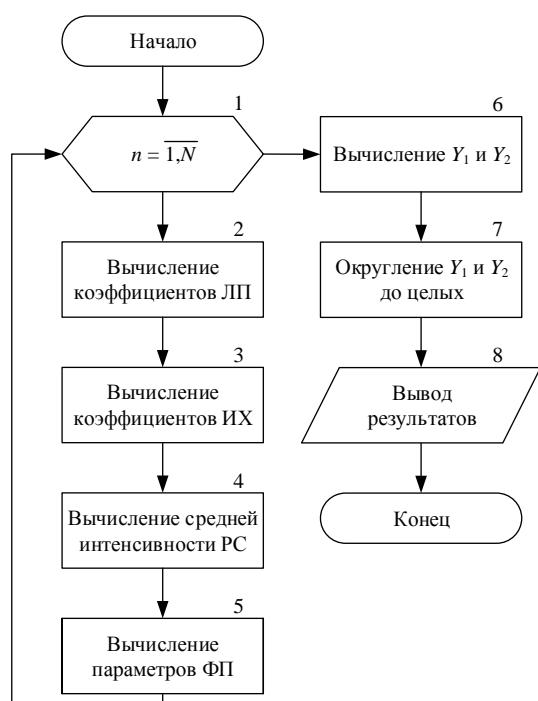 Начало
1
n = 1,N
2
Вычисление
коэффициентов ЛП
3
Вычисление
коэффициентов ИХ
4
Вычисление средней
интенсивности РС
5
Вычисление
параметров ФП
6
Вычисление Y₁ и Y₂
7
Округление Y₁ и Y₂
до целых
8
Вывод
результатов
Конец